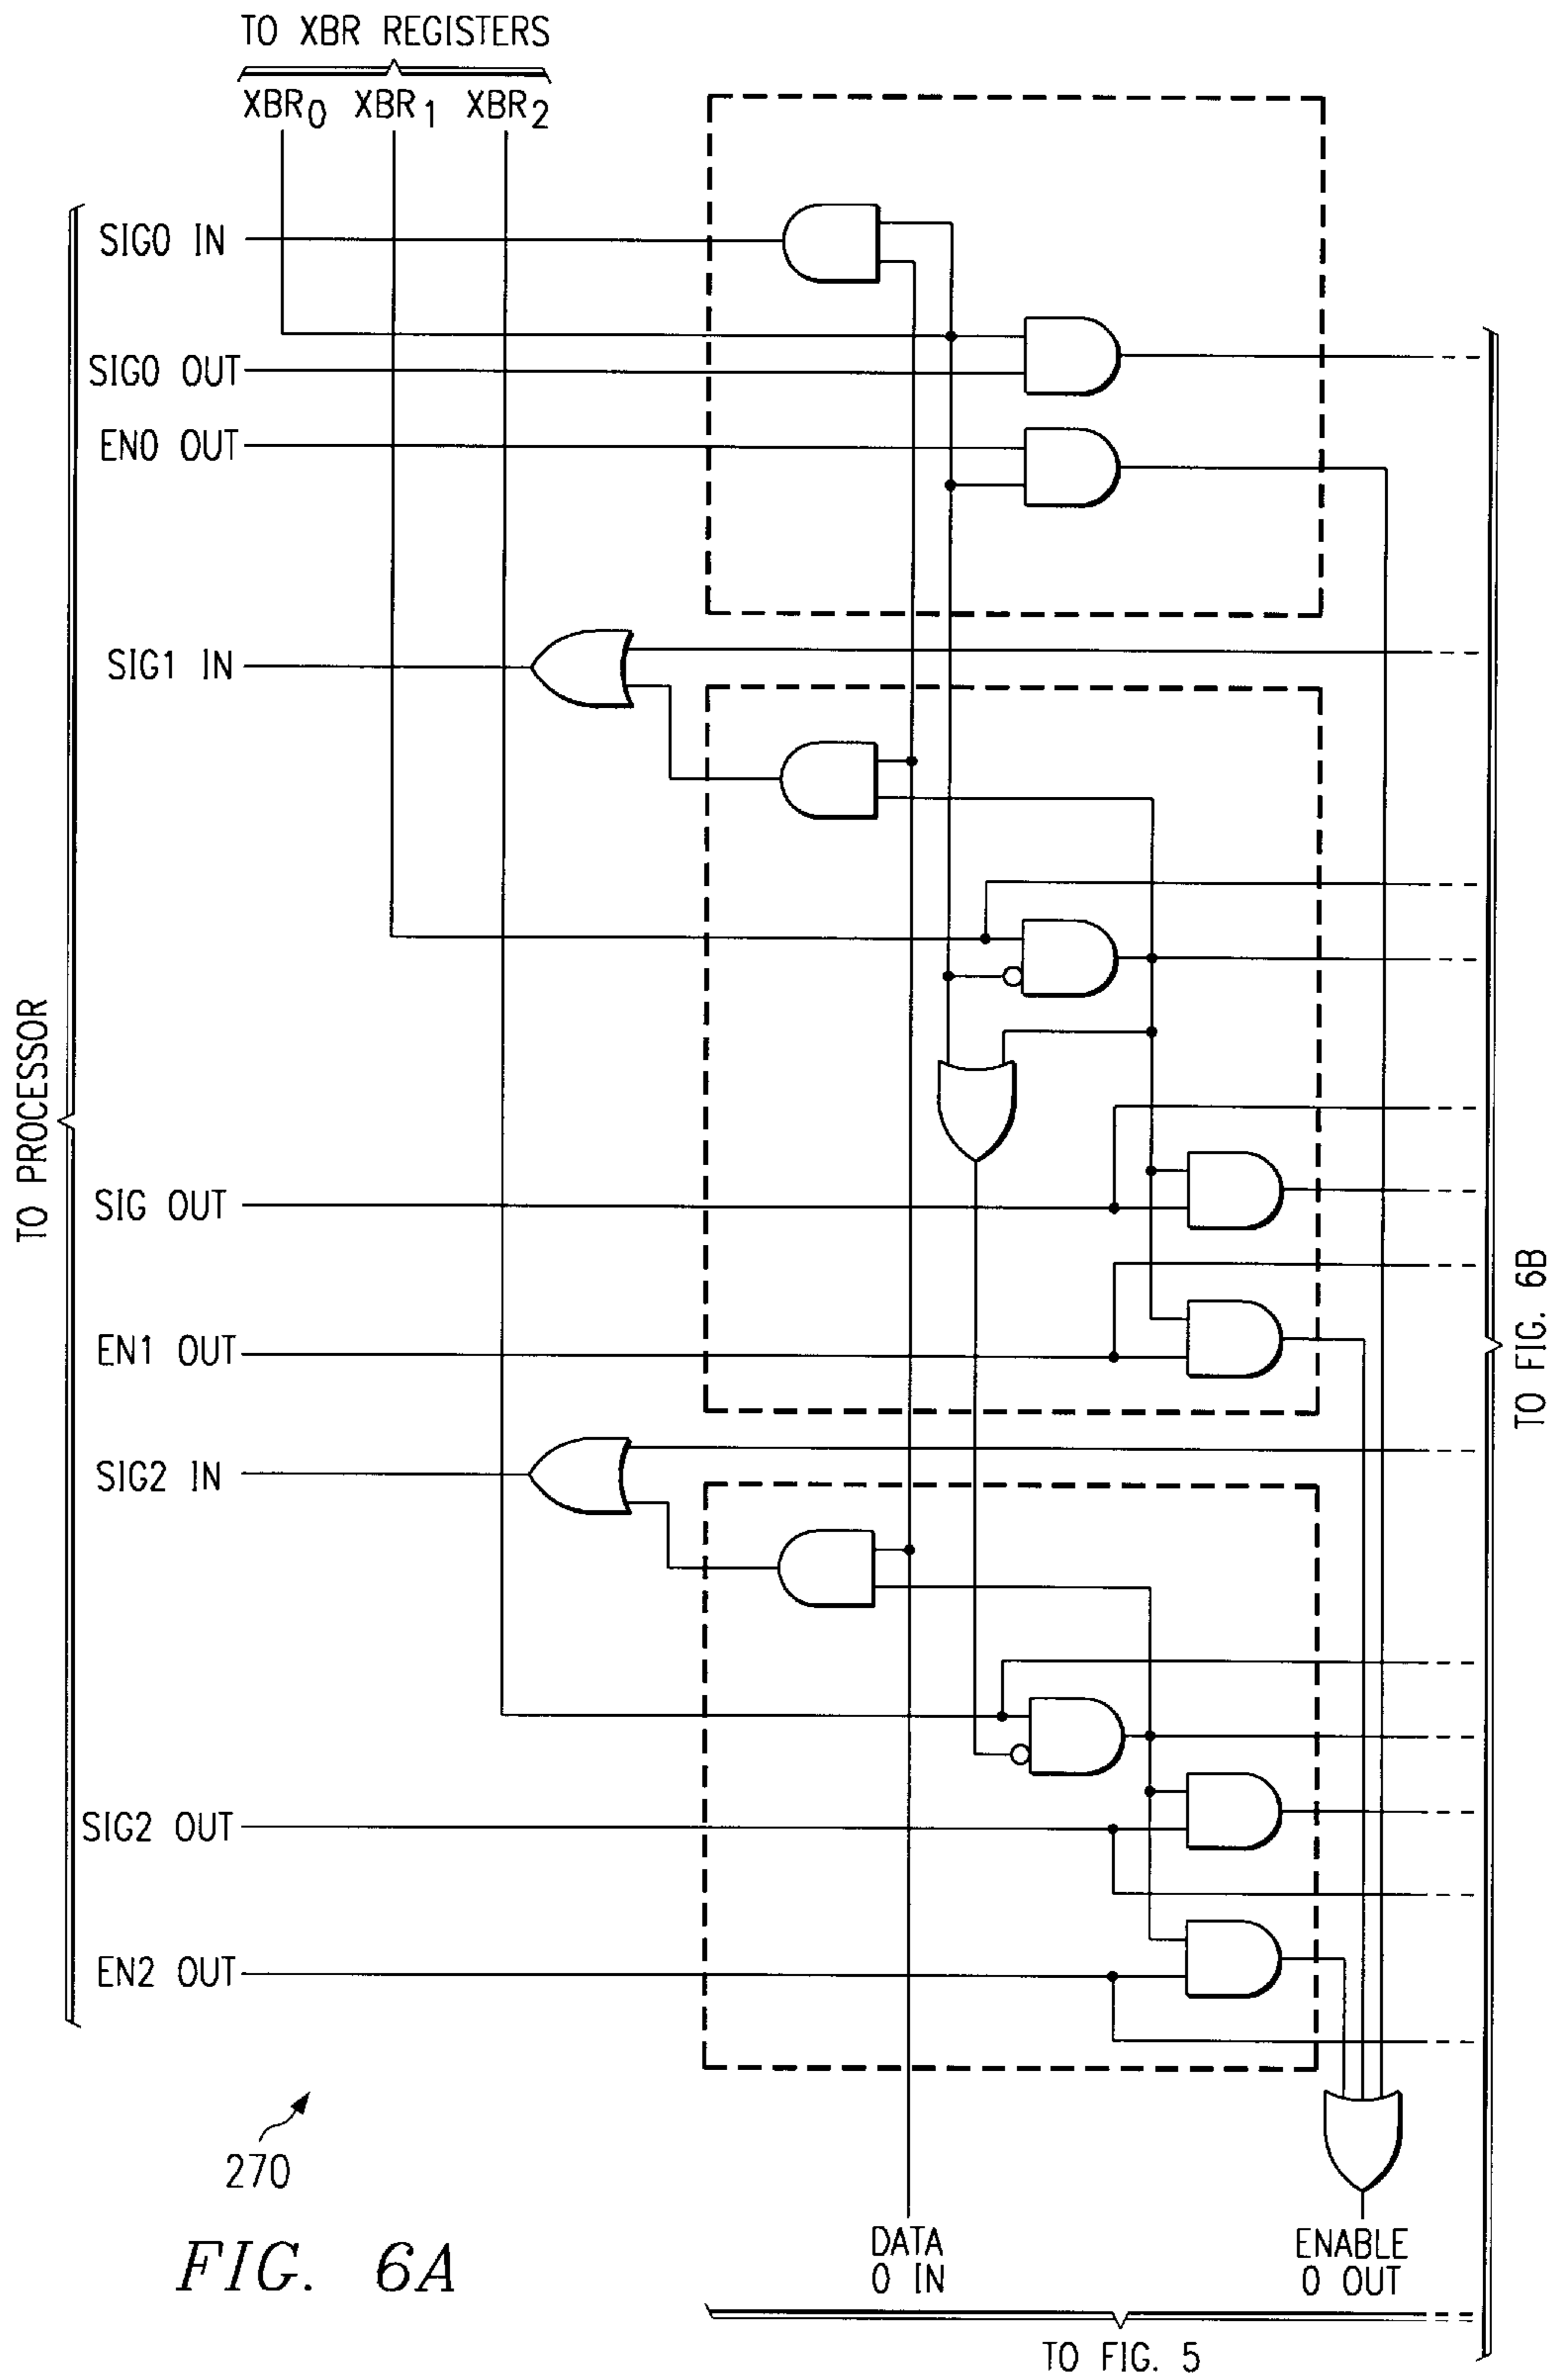 TO XBR REGISTERS
XBR0 XBR1 XBR2
SIG0 IN
SIG0 OUT
EN0 OUT
SIG1 IN
TO PROCESSOR
SIG OUT
EN1 OUT
TO FIG. 6B
SIG2 IN
SIG2 OUT
EN2 OUT
270
FIG. 6A
DATA
0 IN
ENABLE
0 OUT
TO FIG. 5